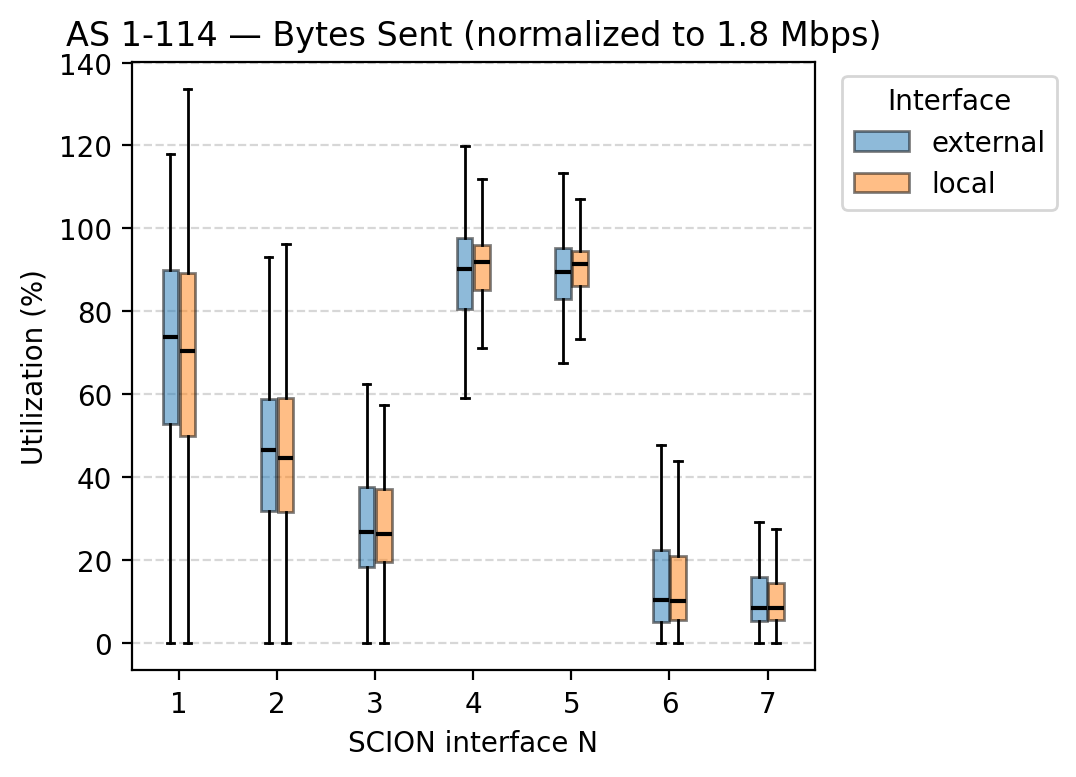 AS 1-114 — Bytes Sent (normalized to 1.8 Mbps)
140
120
100
80
60
40
20
0
Utilization (%)
1 2 3 4 5 6 7
SCION interface N
Interface
external
local